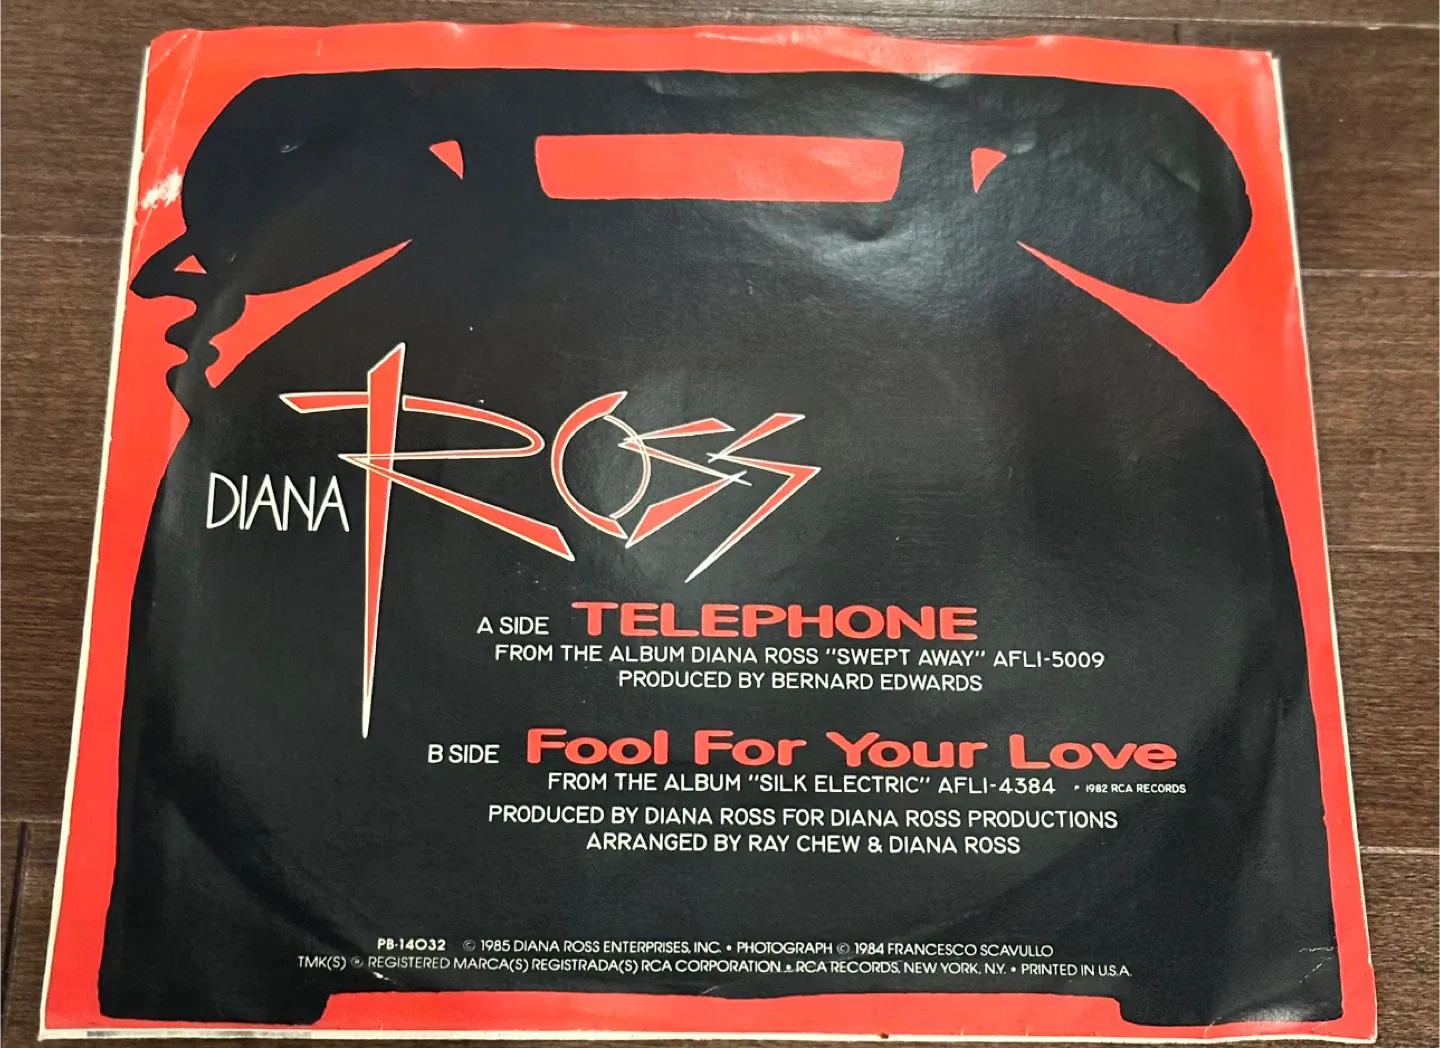 DIANA ROSS
A SIDE TELEPHONE
FROM THE ALBUM DIANA ROSS "SWEPT AWAY" AFLI-5009
PRODUCED BY BERNARD EDWARDS
B SIDE Fool For Your Love
FROM THE ALBUM "SILK ELECTRIC" AFLI-4384 ℗ 1982 RCA RECORDS
PRODUCED BY DIANA ROSS FOR DIANA ROSS PRODUCTIONS
ARRANGED BY RAY CHEW & DIANA ROSS
PB-14032 © 1985 DIANA ROSS ENTERPRISES, INC. • PHOTOGRAPH © 1984 FRANCESCO SCAVULLO
TMK(S) ® REGISTERED MARCA(S) REGISTRADA(S) RCA CORPORATION • RCA RECORDS, NEW YORK, N.Y. • PRINTED IN U.S.A.